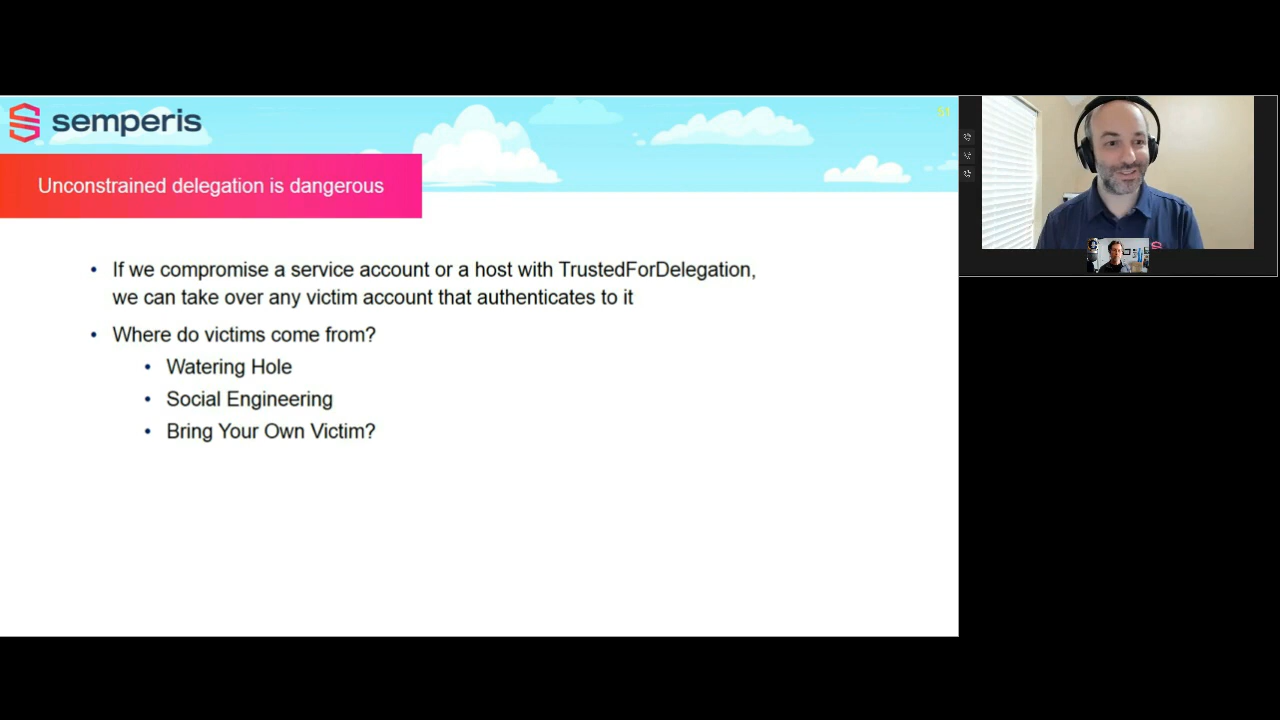 semperis
51
Unconstrained delegation is dangerous
• If we compromise a service account or a host with TrustedForDelegation,
we can take over any victim account that authenticates to it
• Where do victims come from?
• Watering Hole
• Social Engineering
• Bring Your Own Victim?